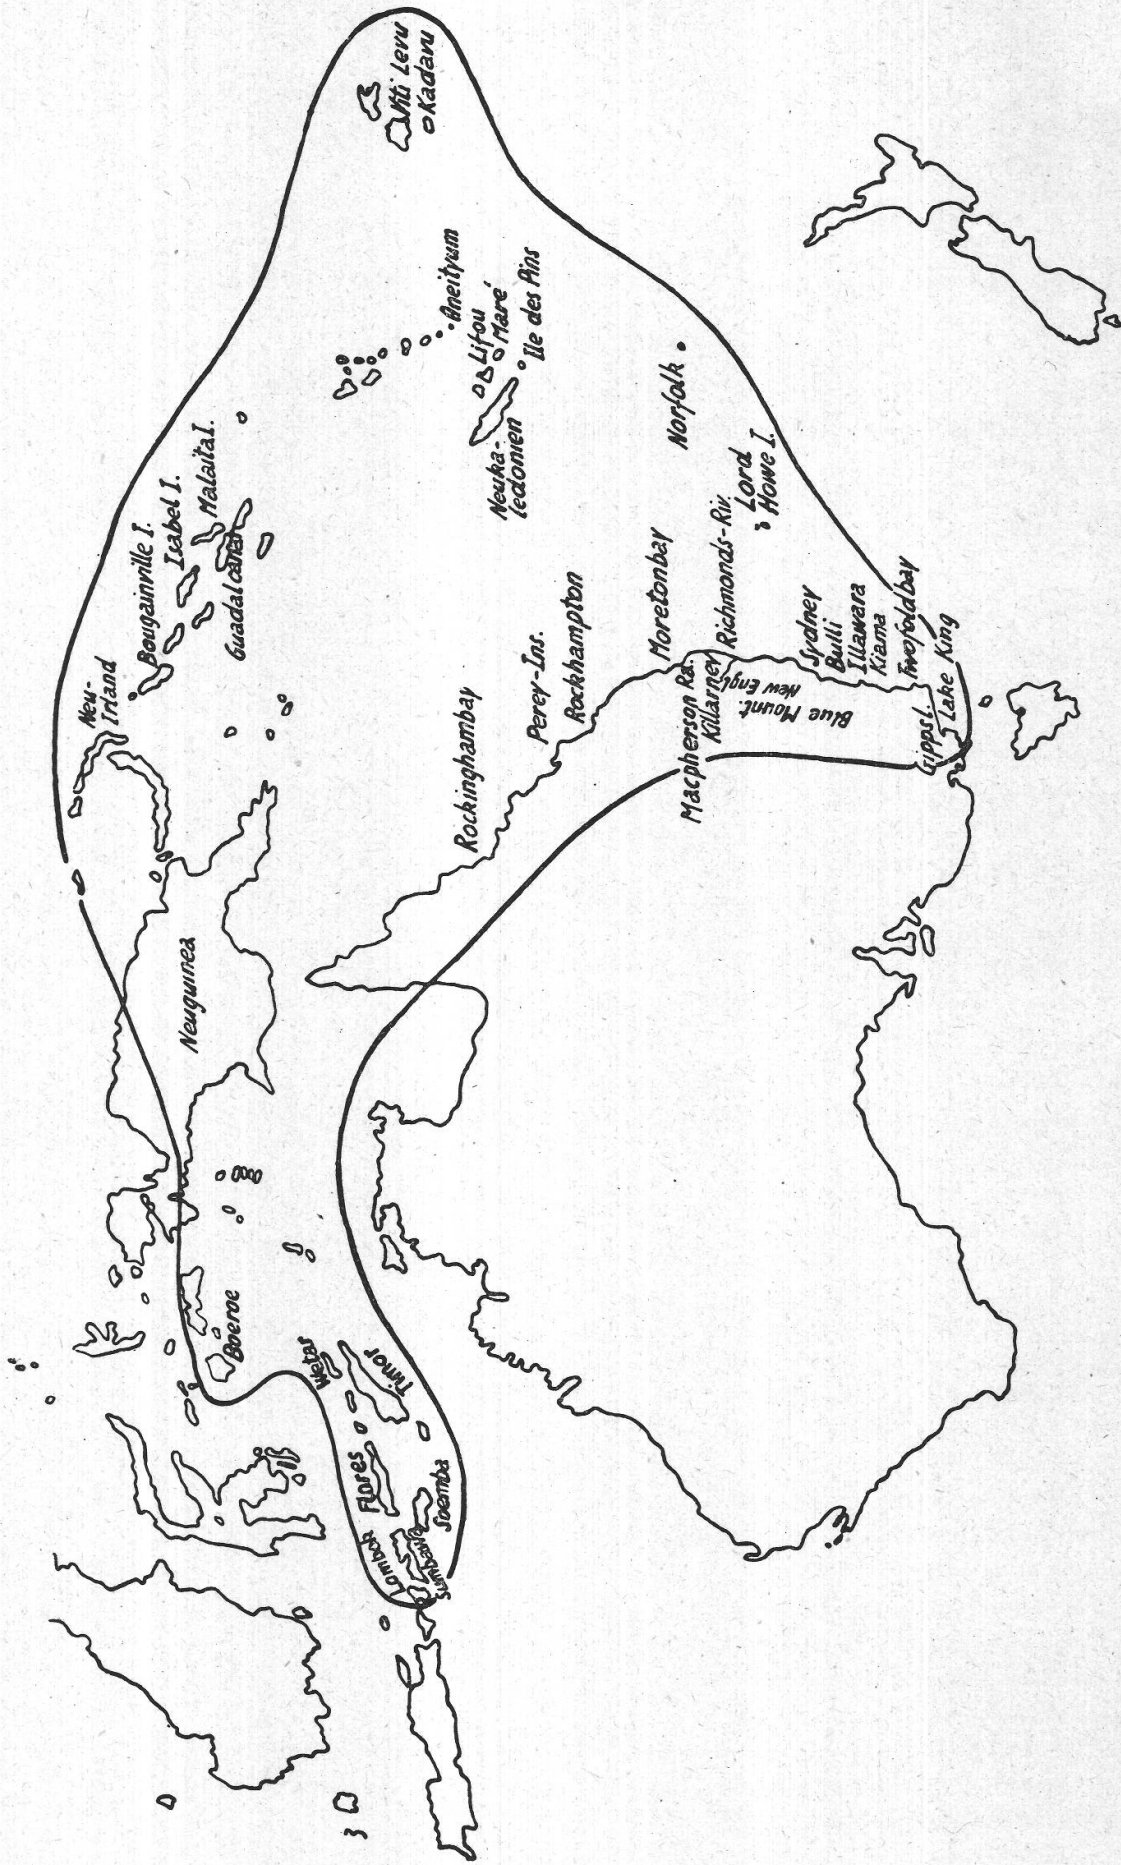 Neu-
Irland
Bougainville I.
Isabel I.
Malaita I.
Guadalcanar
Viti Levu
Kadavu
Neuguinea
Boeroe
Wetar
Timor
Flores
Lombok
Sumbawa
Soemba
Aneityum
Lifou
Maré
Ile des Pins
Neuka-
ledonien
Norfolk
Lord
Howe I.
Rockinghambay
Perey-Ins.
Rockhampton
Moretonbay
Macpherson Ra.
Killarney
Richmonds-Riv.
New Engl.
Blue Mount.
Sydney
Bulli
Illawara
Kiama
Twofoldbay
Gippsl.
Lake King